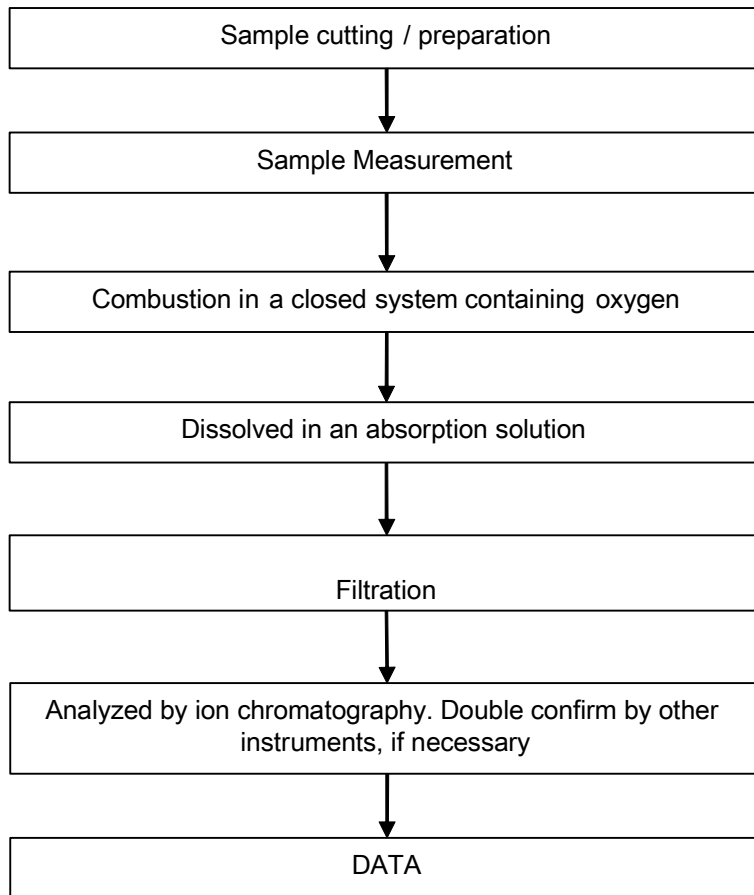 Sample cutting / preparation
Sample Measurement
Combustion in a closed system containing oxygen
Dissolved in an absorption solution
Filtration
Analyzed by ion chromatography. Double confirm by other
instruments, if necessary
DATA